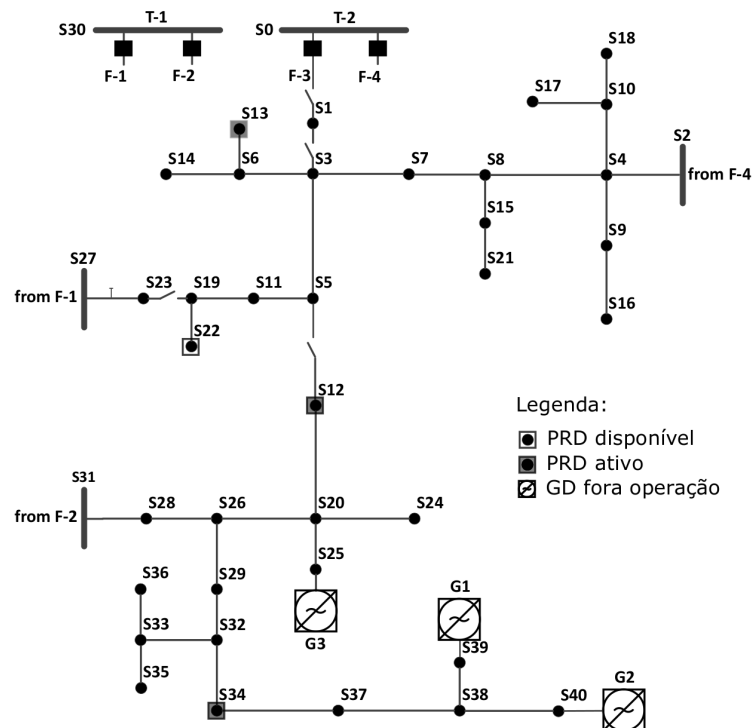 T-1
T-2
S30
S0
F-1
F-2
F-3
F-4
S18
S17
S10
S1
S13
S2
S14
S6
S3
S7
S8
S4
from F-4
S15
S9
S21
S27
S23
S19
S11
S5
from F-1
S22
S16
S12
Legenda:
PRD disponível
PRD ativo
GD fora operação
S31
S28
S26
S20
S24
from F-2
S25
S36
S29
G1
S33
S32
G3
S39
S35
G2
S34
S37
S38
S40